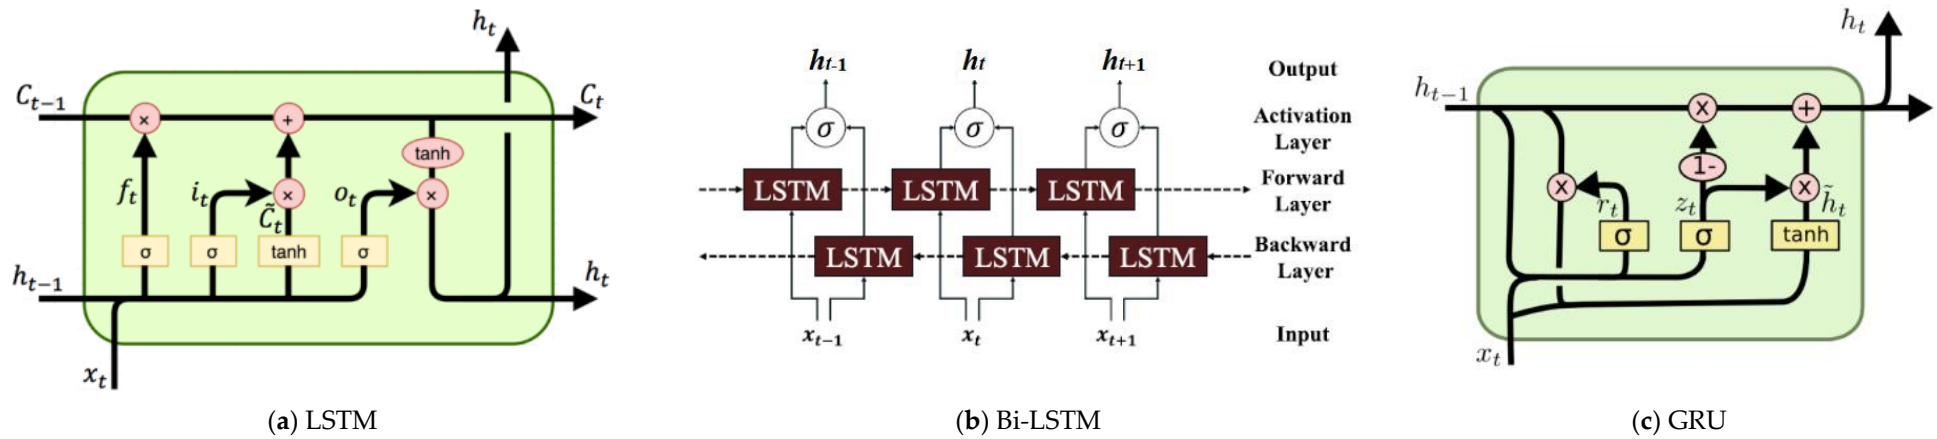 h_t
C_{t-1}
C_t
×
+
tanh
f_t
i_t
×
o_t
×
C̃_t
σ
σ
tanh
σ
h_{t-1}
h_t
x_t
(a) LSTM
h_{t-1} h_t h_{t+1} Output
σ σ σ Activation
Layer
LSTM LSTM LSTM Forward
Layer
LSTM LSTM LSTM Backward
Layer
x_{t-1} x_t x_{t+1} Input
(b) Bi-LSTM
h_t
h_{t-1}
x
+
1-
x
r_t
z_t
x
h̃_t
σ
σ
tanh
x_t
(c) GRU